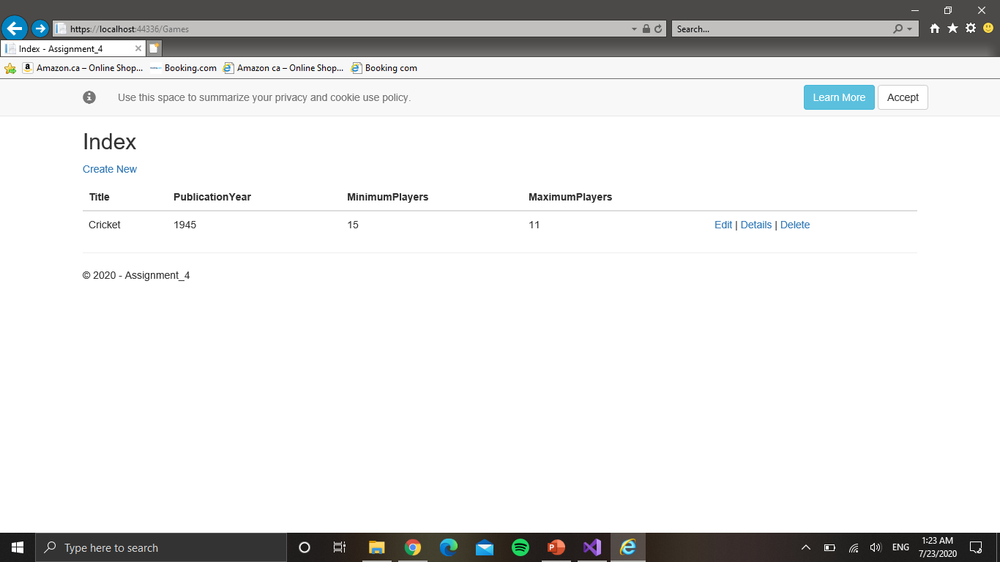 https://localhost:44336/Games
Search...
Index - Assignment_4
Amazon.ca – Online Shop...
Booking.com
Amazon ca – Online Shop...
Booking com
Use this space to summarize your privacy and cookie use policy.
Learn More
Accept
Index
Create New
Title PublicationYear MinimumPlayers MaximumPlayers
Cricket 1945 15 11 Edit | Details | Delete
© 2020 - Assignment_4
Type here to search
ENG
1:23 AM
7/23/2020